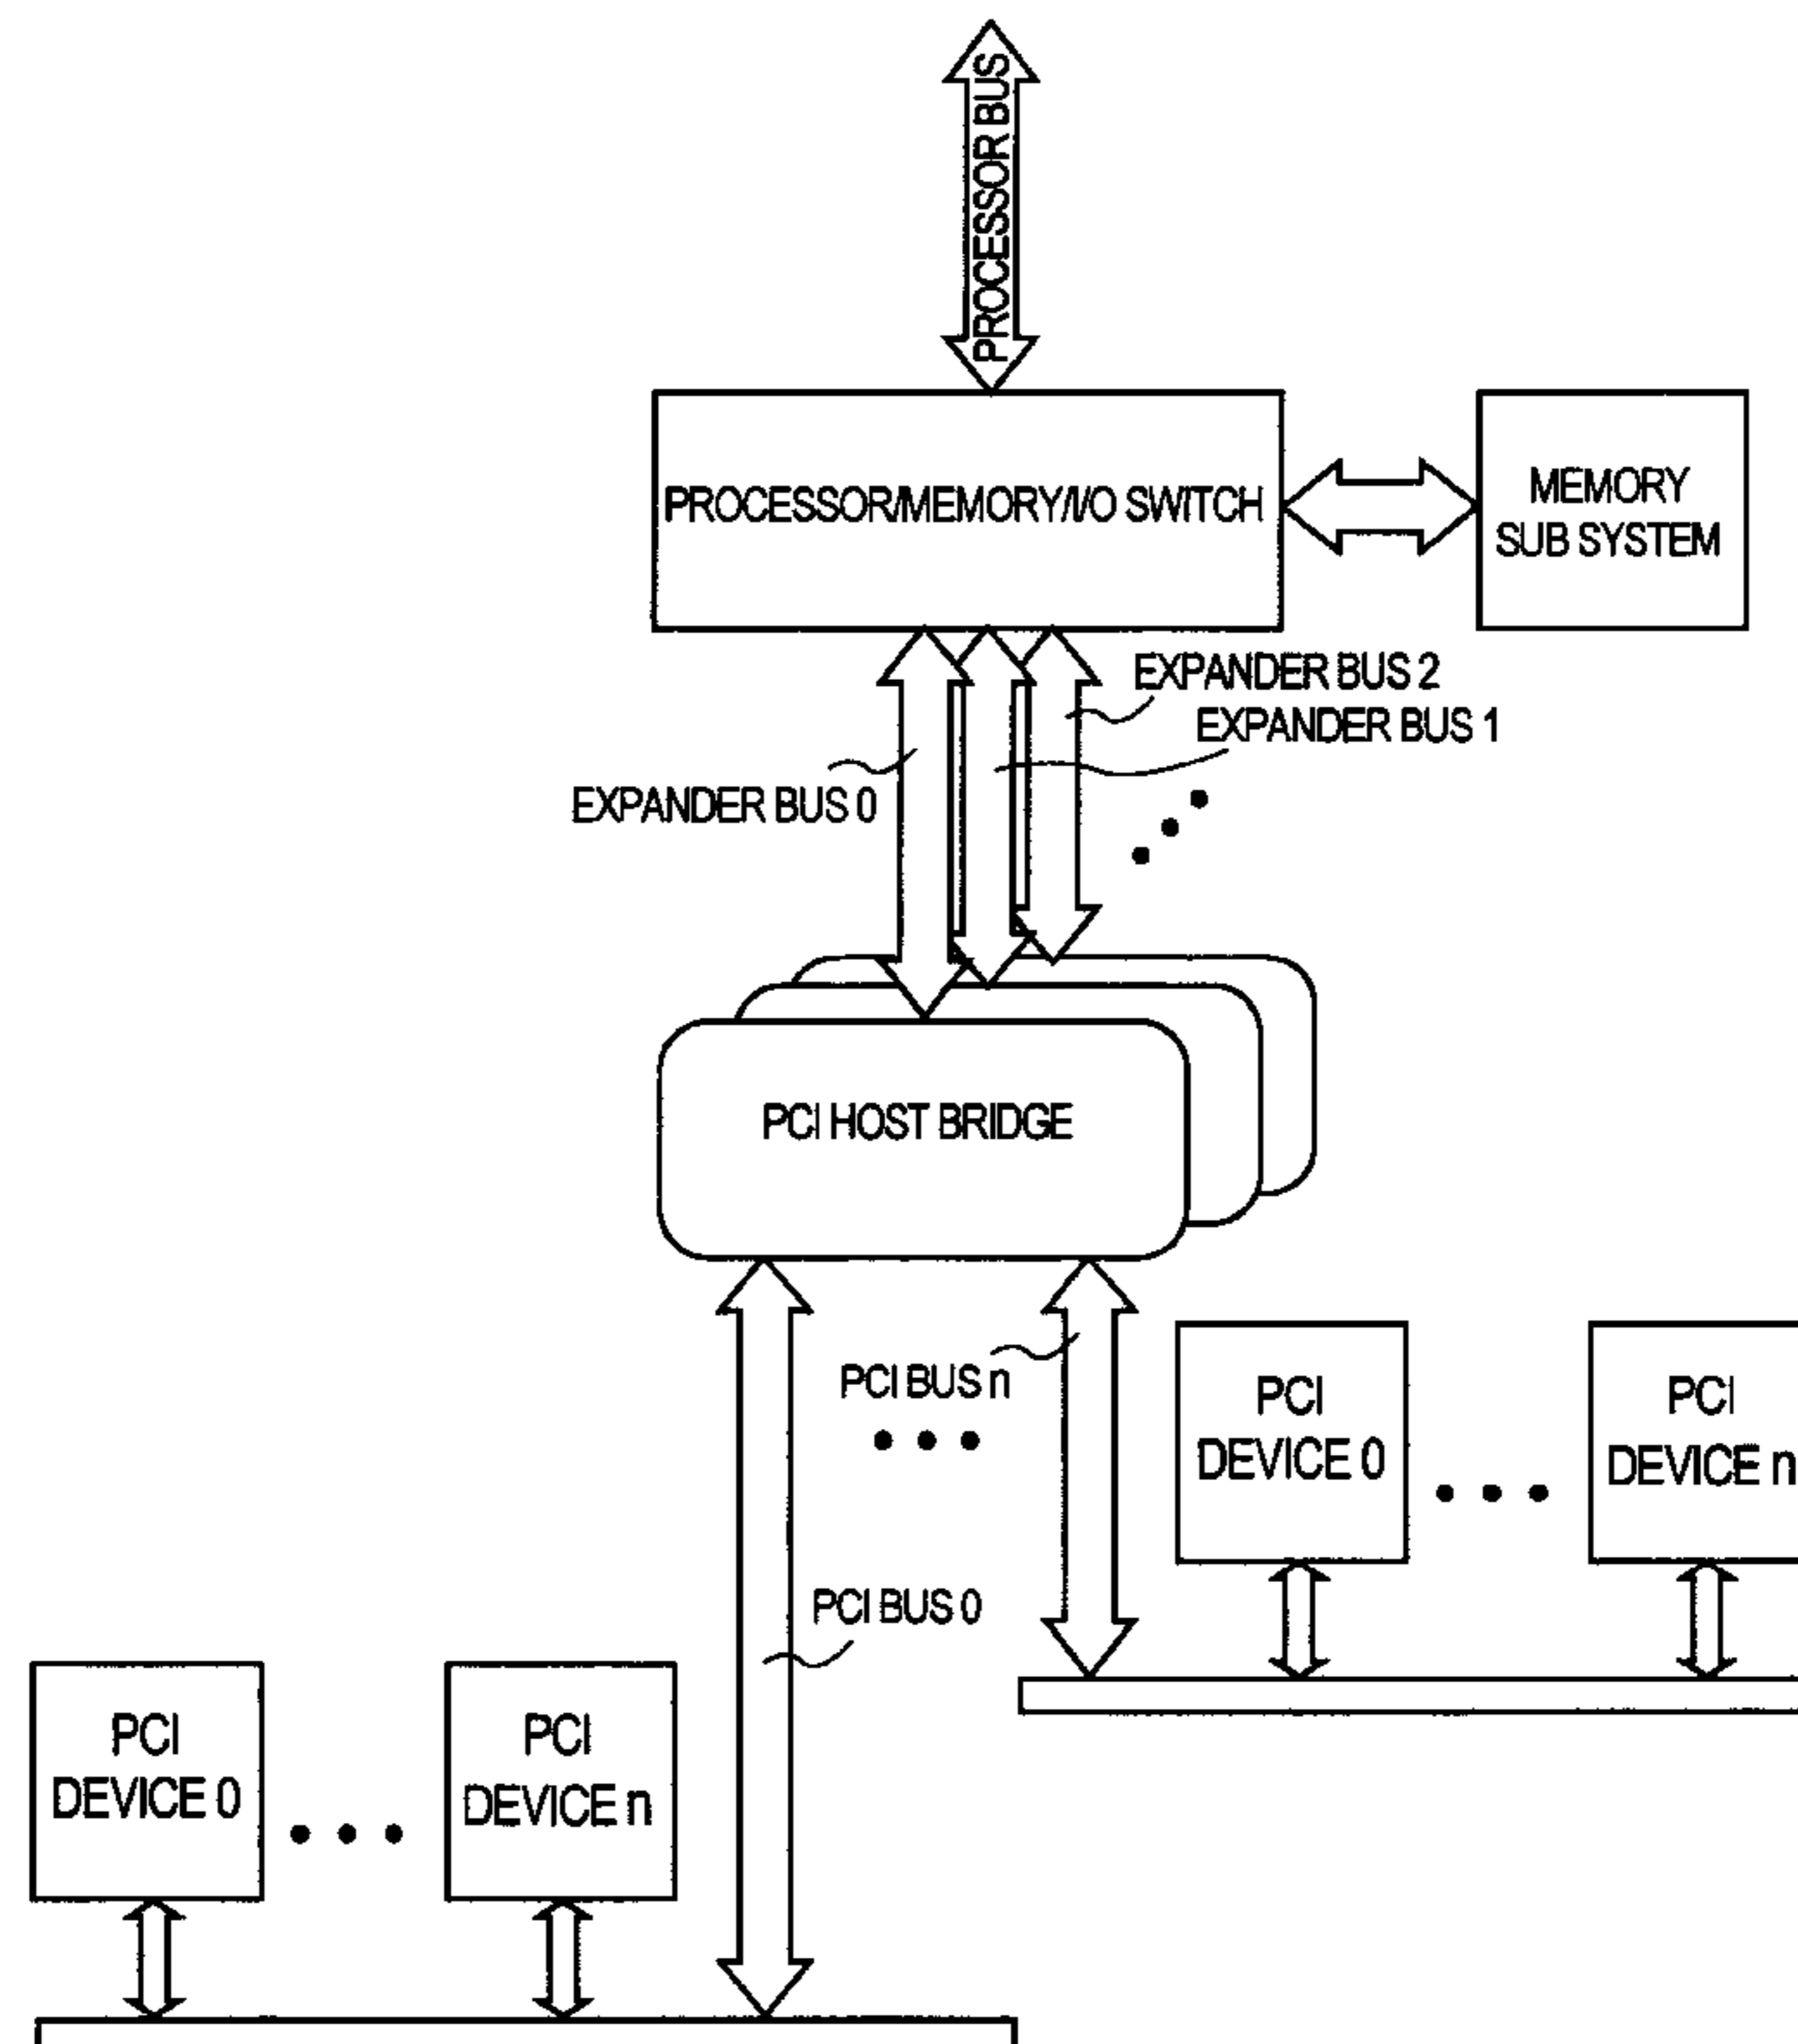 PROCESSOR BUS
PROCESSOR/MEMORY/I/O SWITCH
MEMORY
SUB SYSTEM
EXPANDER BUS 2
EXPANDER BUS 1
EXPANDER BUS 0
PCI HOST BRIDGE
PCI BUS n
PCI
DEVICE 0
PCI
DEVICE n
PCI BUS 0
PCI
DEVICE 0
PCI
DEVICE n